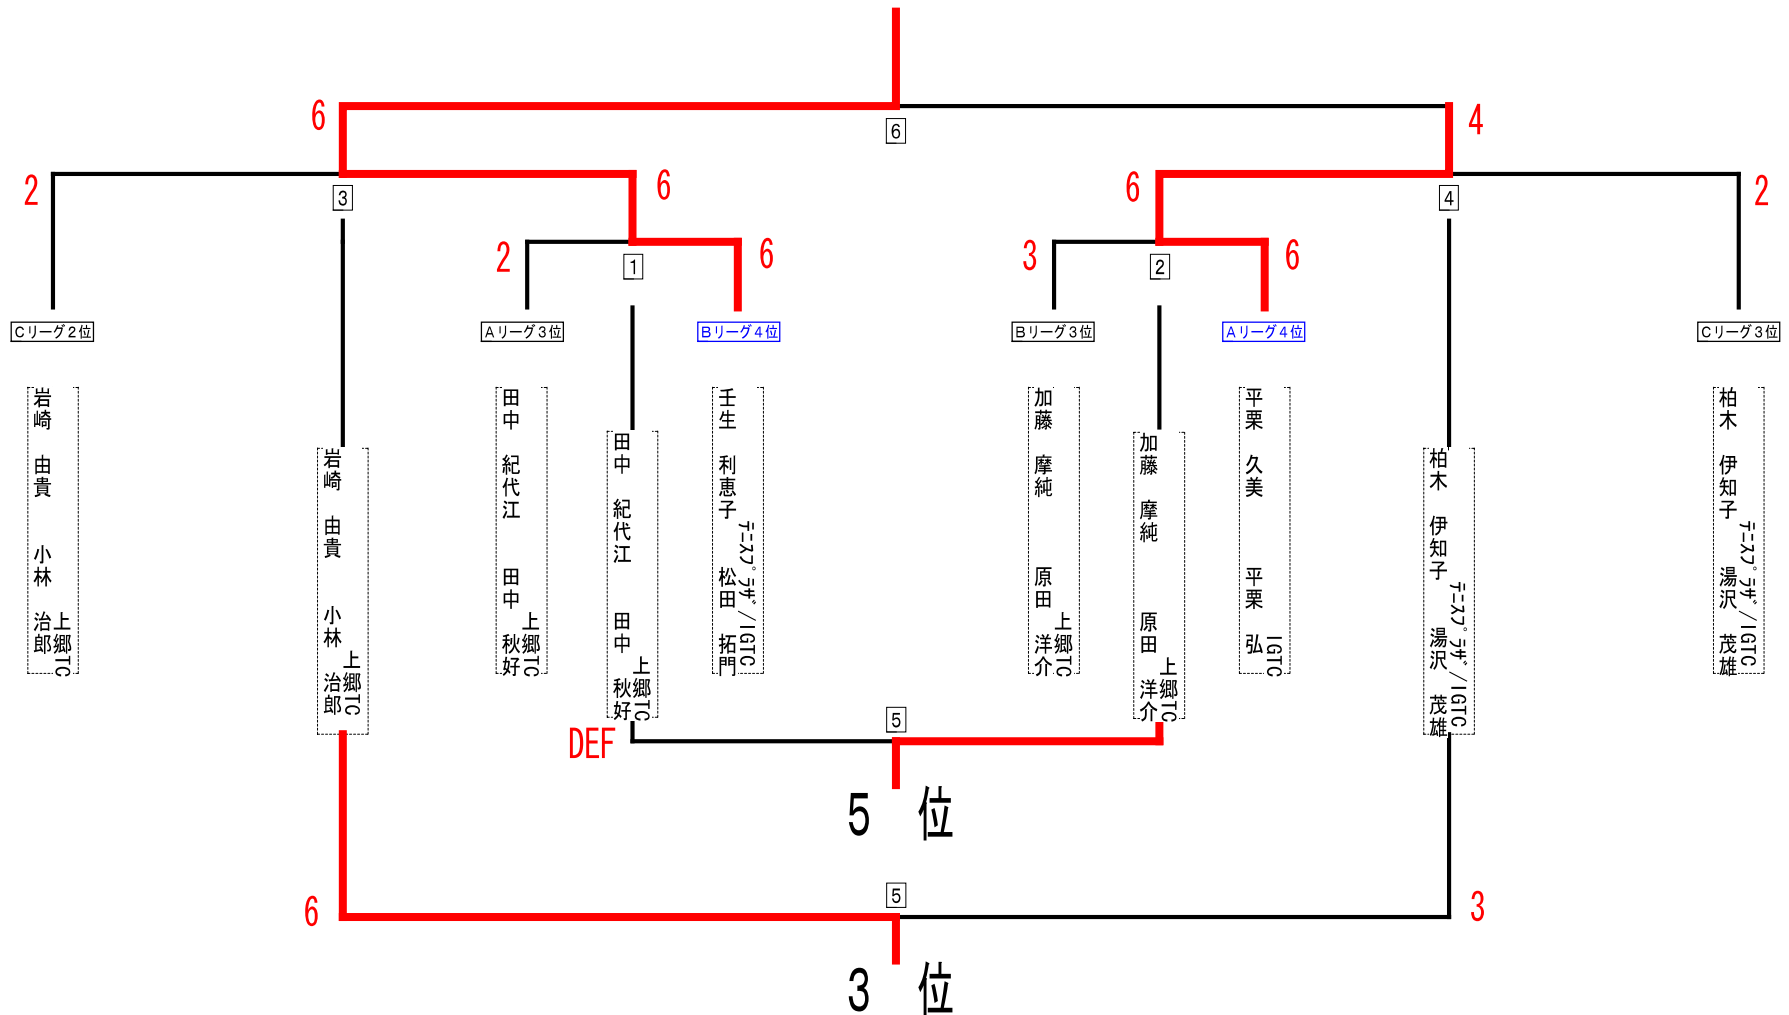 6
6
4
2
3
6
6
4
2
2
1
6
3
2
6
Cリーグ2位
Aリーグ3位
Bリーグ4位
Bリーグ3位
Aリーグ4位
Cリーグ3位
岩崎 由貴 小林 治郎
上郷TC
岩崎 由貴 小林 治郎
上郷TC
田中 紀代江 田中 秋好
上郷TC
田中 紀代江 田中 秋好
上郷TC
壬生 利恵子 松田 拓門
ﾃﾆｽﾌﾟﾗｻﾞ/IGTC
加藤 摩純 原田 洋介
上郷TC
加藤 摩純 原田 洋介
上郷TC
平栗 久美 平栗 弘
IGTC
柏木 伊知子 湯沢 茂雄
ﾃﾆｽﾌﾟﾗｻﾞ/IGTC
柏木 伊知子 湯沢 茂雄
ﾃﾆｽﾌﾟﾗｻﾞ/IGTC
DEF
5
5 位
6
5
3
3 位